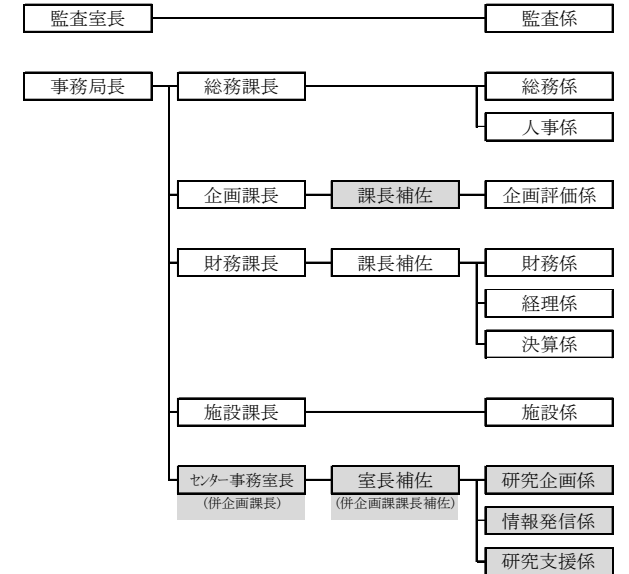 監査室長 監査係
事務局長 総務課長 総務係
人事係
企画課長 課長補佐 企画評価係
財務課長 課長補佐 財務係
経理係
決算係
施設課長 施設係
センター事務室長 室長補佐 研究企画係
(併企画課長) (併企画課課長補佐)
情報発信係
研究支援係